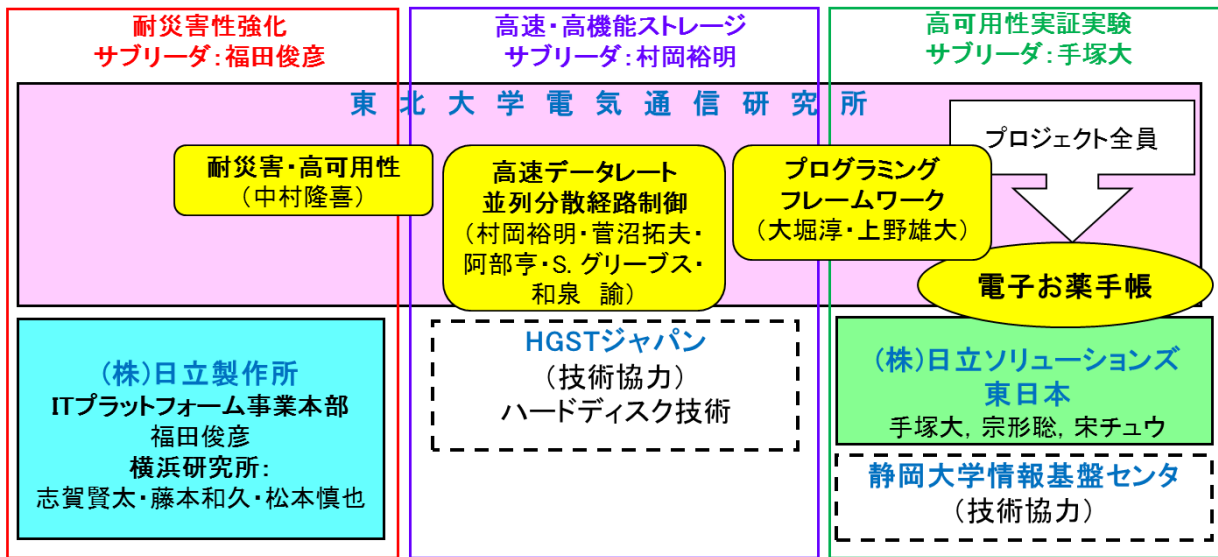 耐災害性強化
サブリーダ：福田俊彦
高速・高機能ストレージ
サブリーダ：村岡裕明
高可用性実証実験
サブリーダ：手塚大
東北大学電気通信研究所
プロジェクト全員
耐災害・高可用性
（中村隆喜）
高速データレート
並列分散経路制御
（村岡裕明・菅沼拓夫・
阿部亨・S. グリーブス・
和泉　諭）
プログラミング
フレームワーク
（大堀淳・上野雄大）
電子お薬手帳
（株）日立製作所
ITプラットフォーム事業本部
福田俊彦
横浜研究所：
志賀賢太・藤本和久・松本慎也
HGSTジャパン
（技術協力）
ハードディスク技術
（株）日立ソリューションズ
東日本
手塚大，宗形聡，宋チュウ
静岡大学情報基盤センタ
（技術協力）